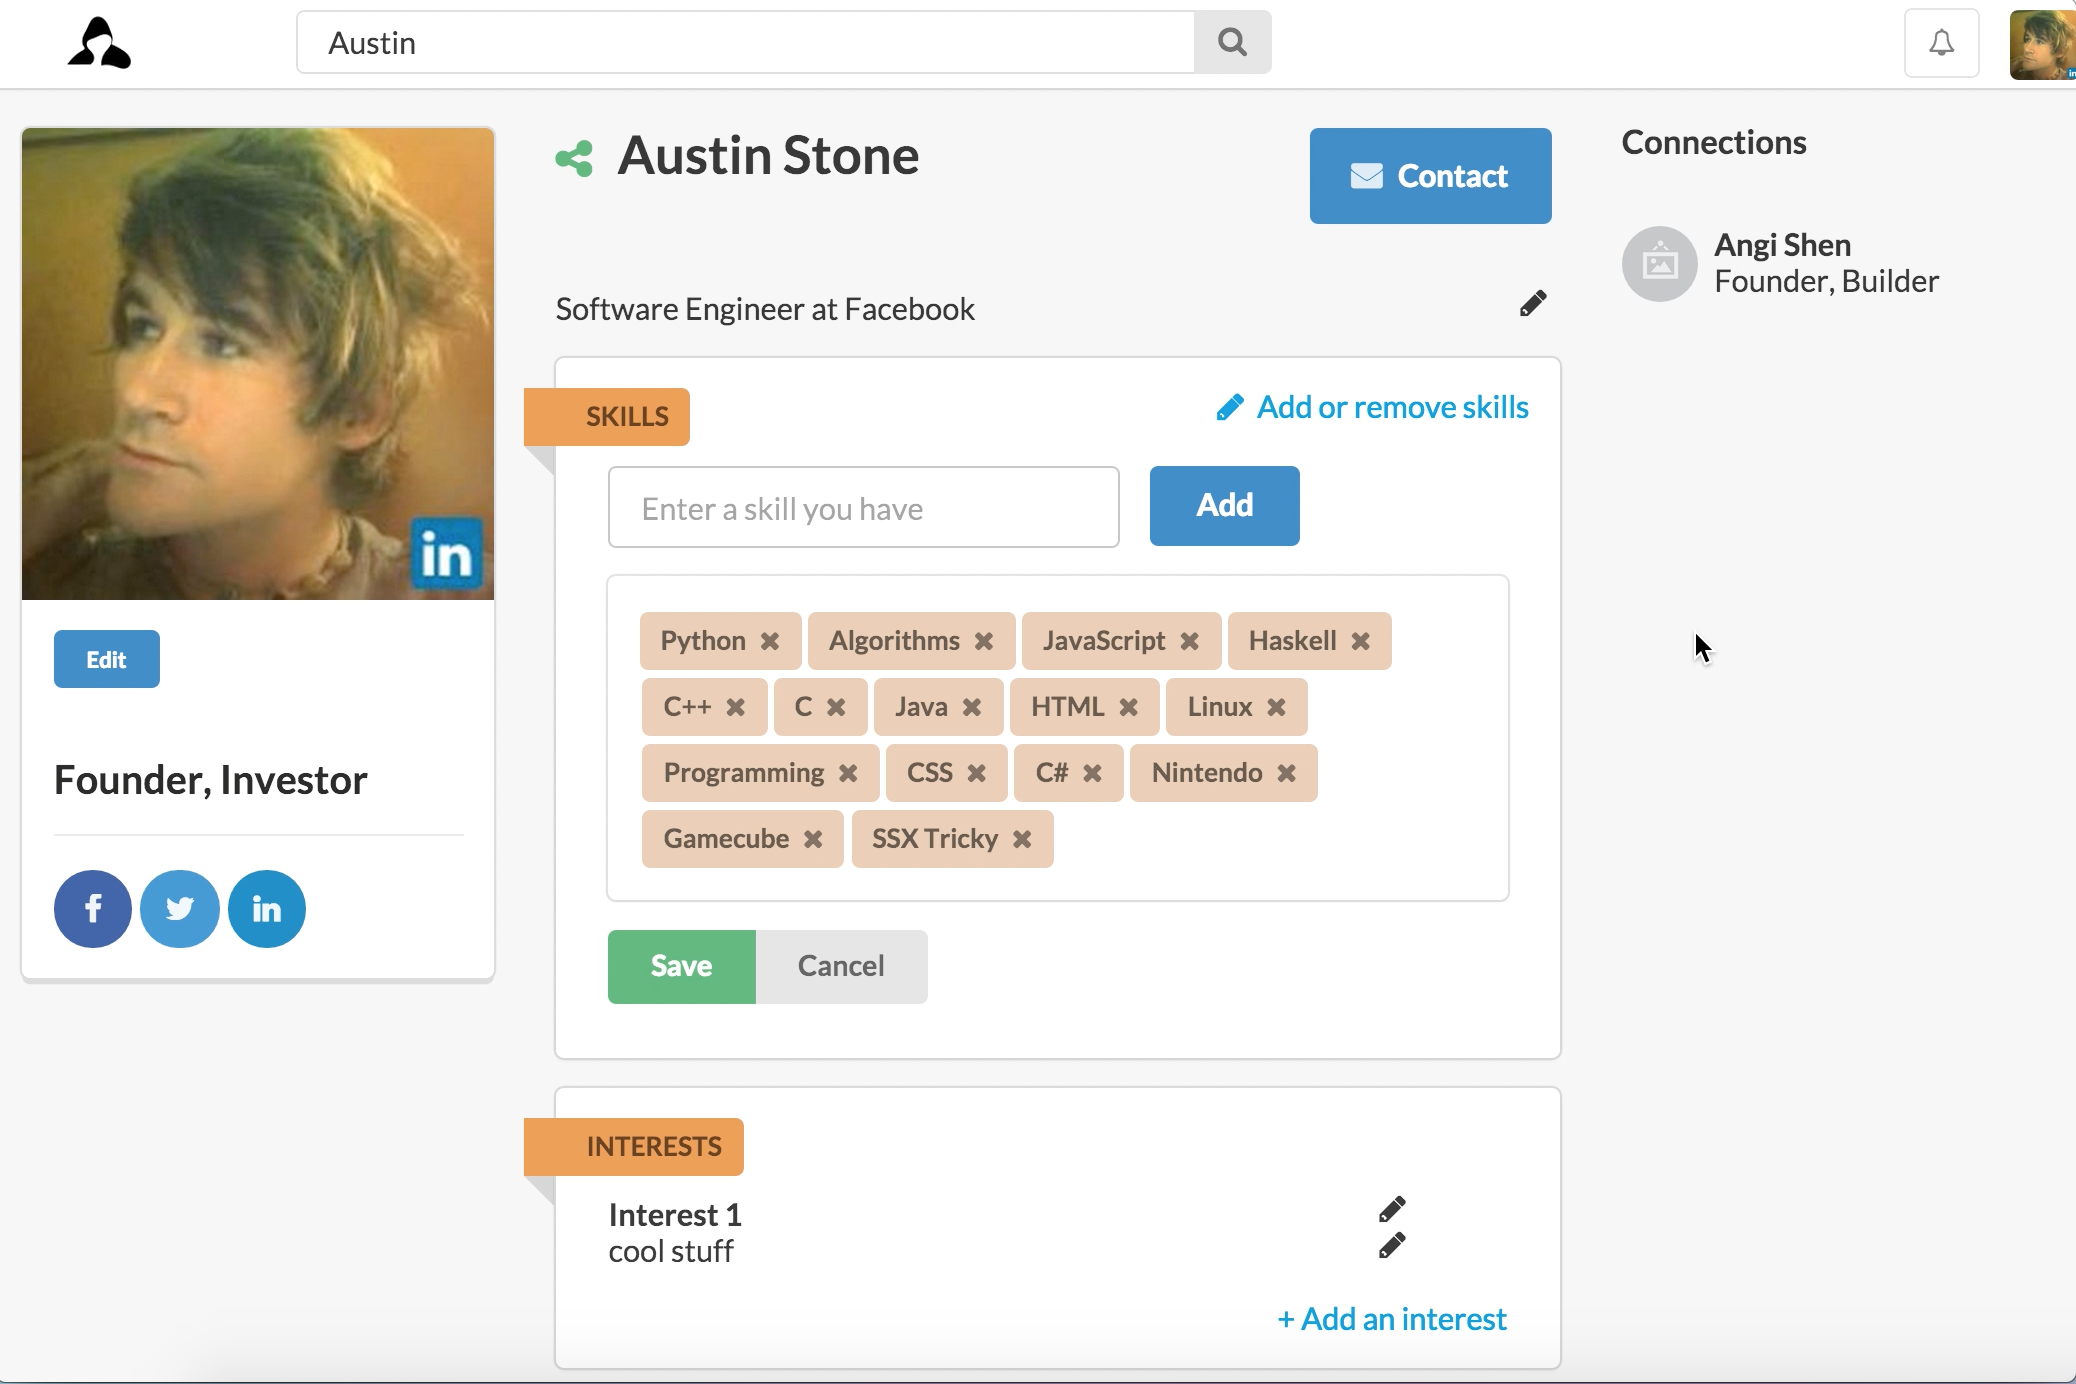 Austin
Austin Stone
Contact
Software Engineer at Facebook
SKILLS
Add or remove skills
Enter a skill you have
Add
Python Algorithms JavaScript Haskell
C++ C Java HTML Linux
Programming CSS C# Nintendo
Gamecube SSX Tricky
Save Cancel
INTERESTS
Interest 1
cool stuff
+ Add an interest
in
Edit
Founder, Investor
f in
Connections
Angi Shen
Founder, Builder
in